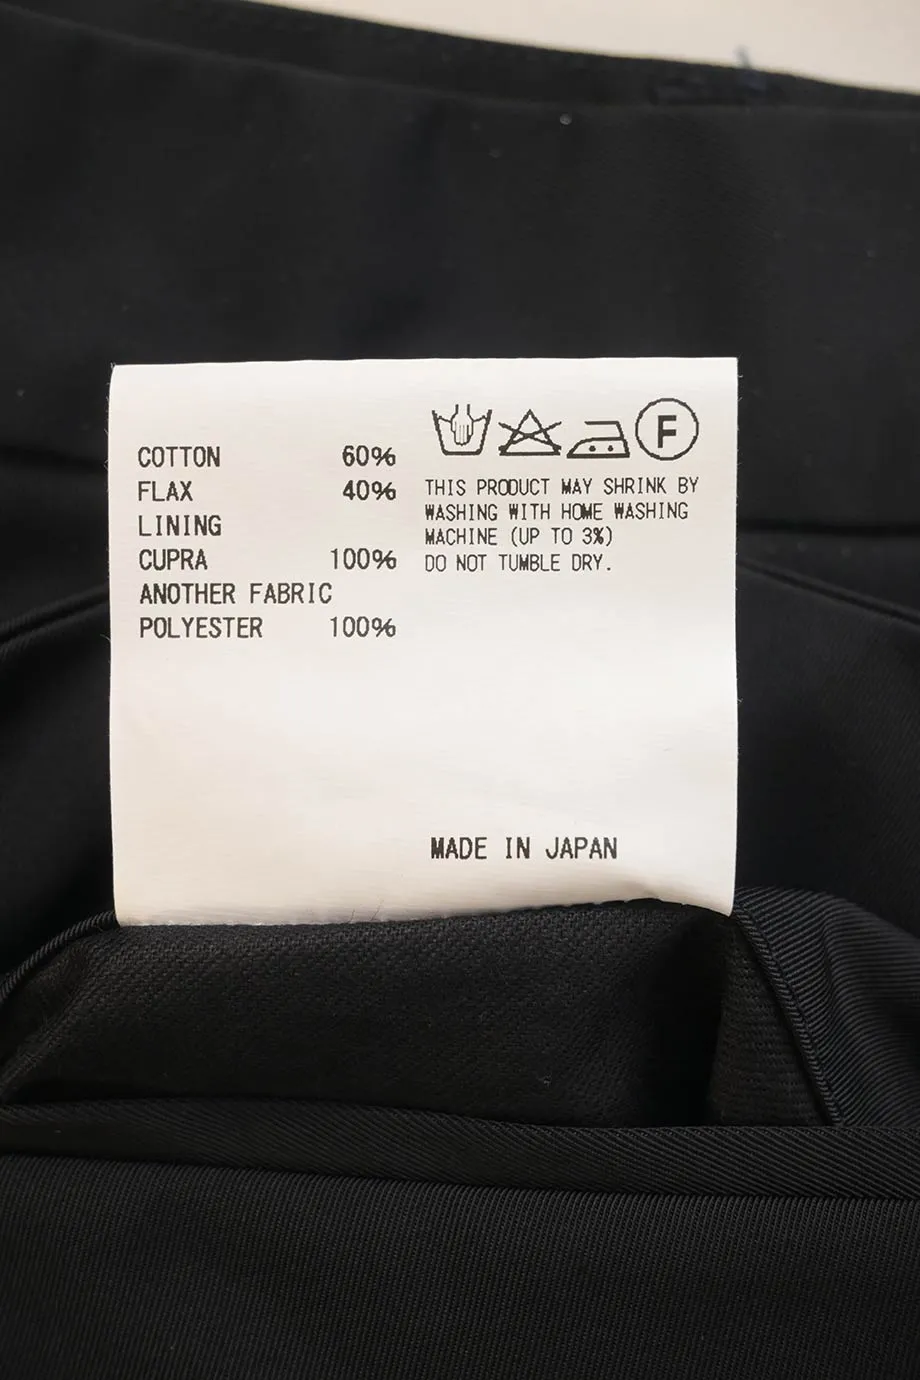 COTTON 60%
FLAX 40%
LINING
CUPRA 100%
ANOTHER FABRIC
POLYESTER 100%
F
THIS PRODUCT MAY SHRINK BY
WASHING WITH HOME WASHING
MACHINE (UP TO 3%)
DO NOT TUMBLE DRY.
MADE IN JAPAN